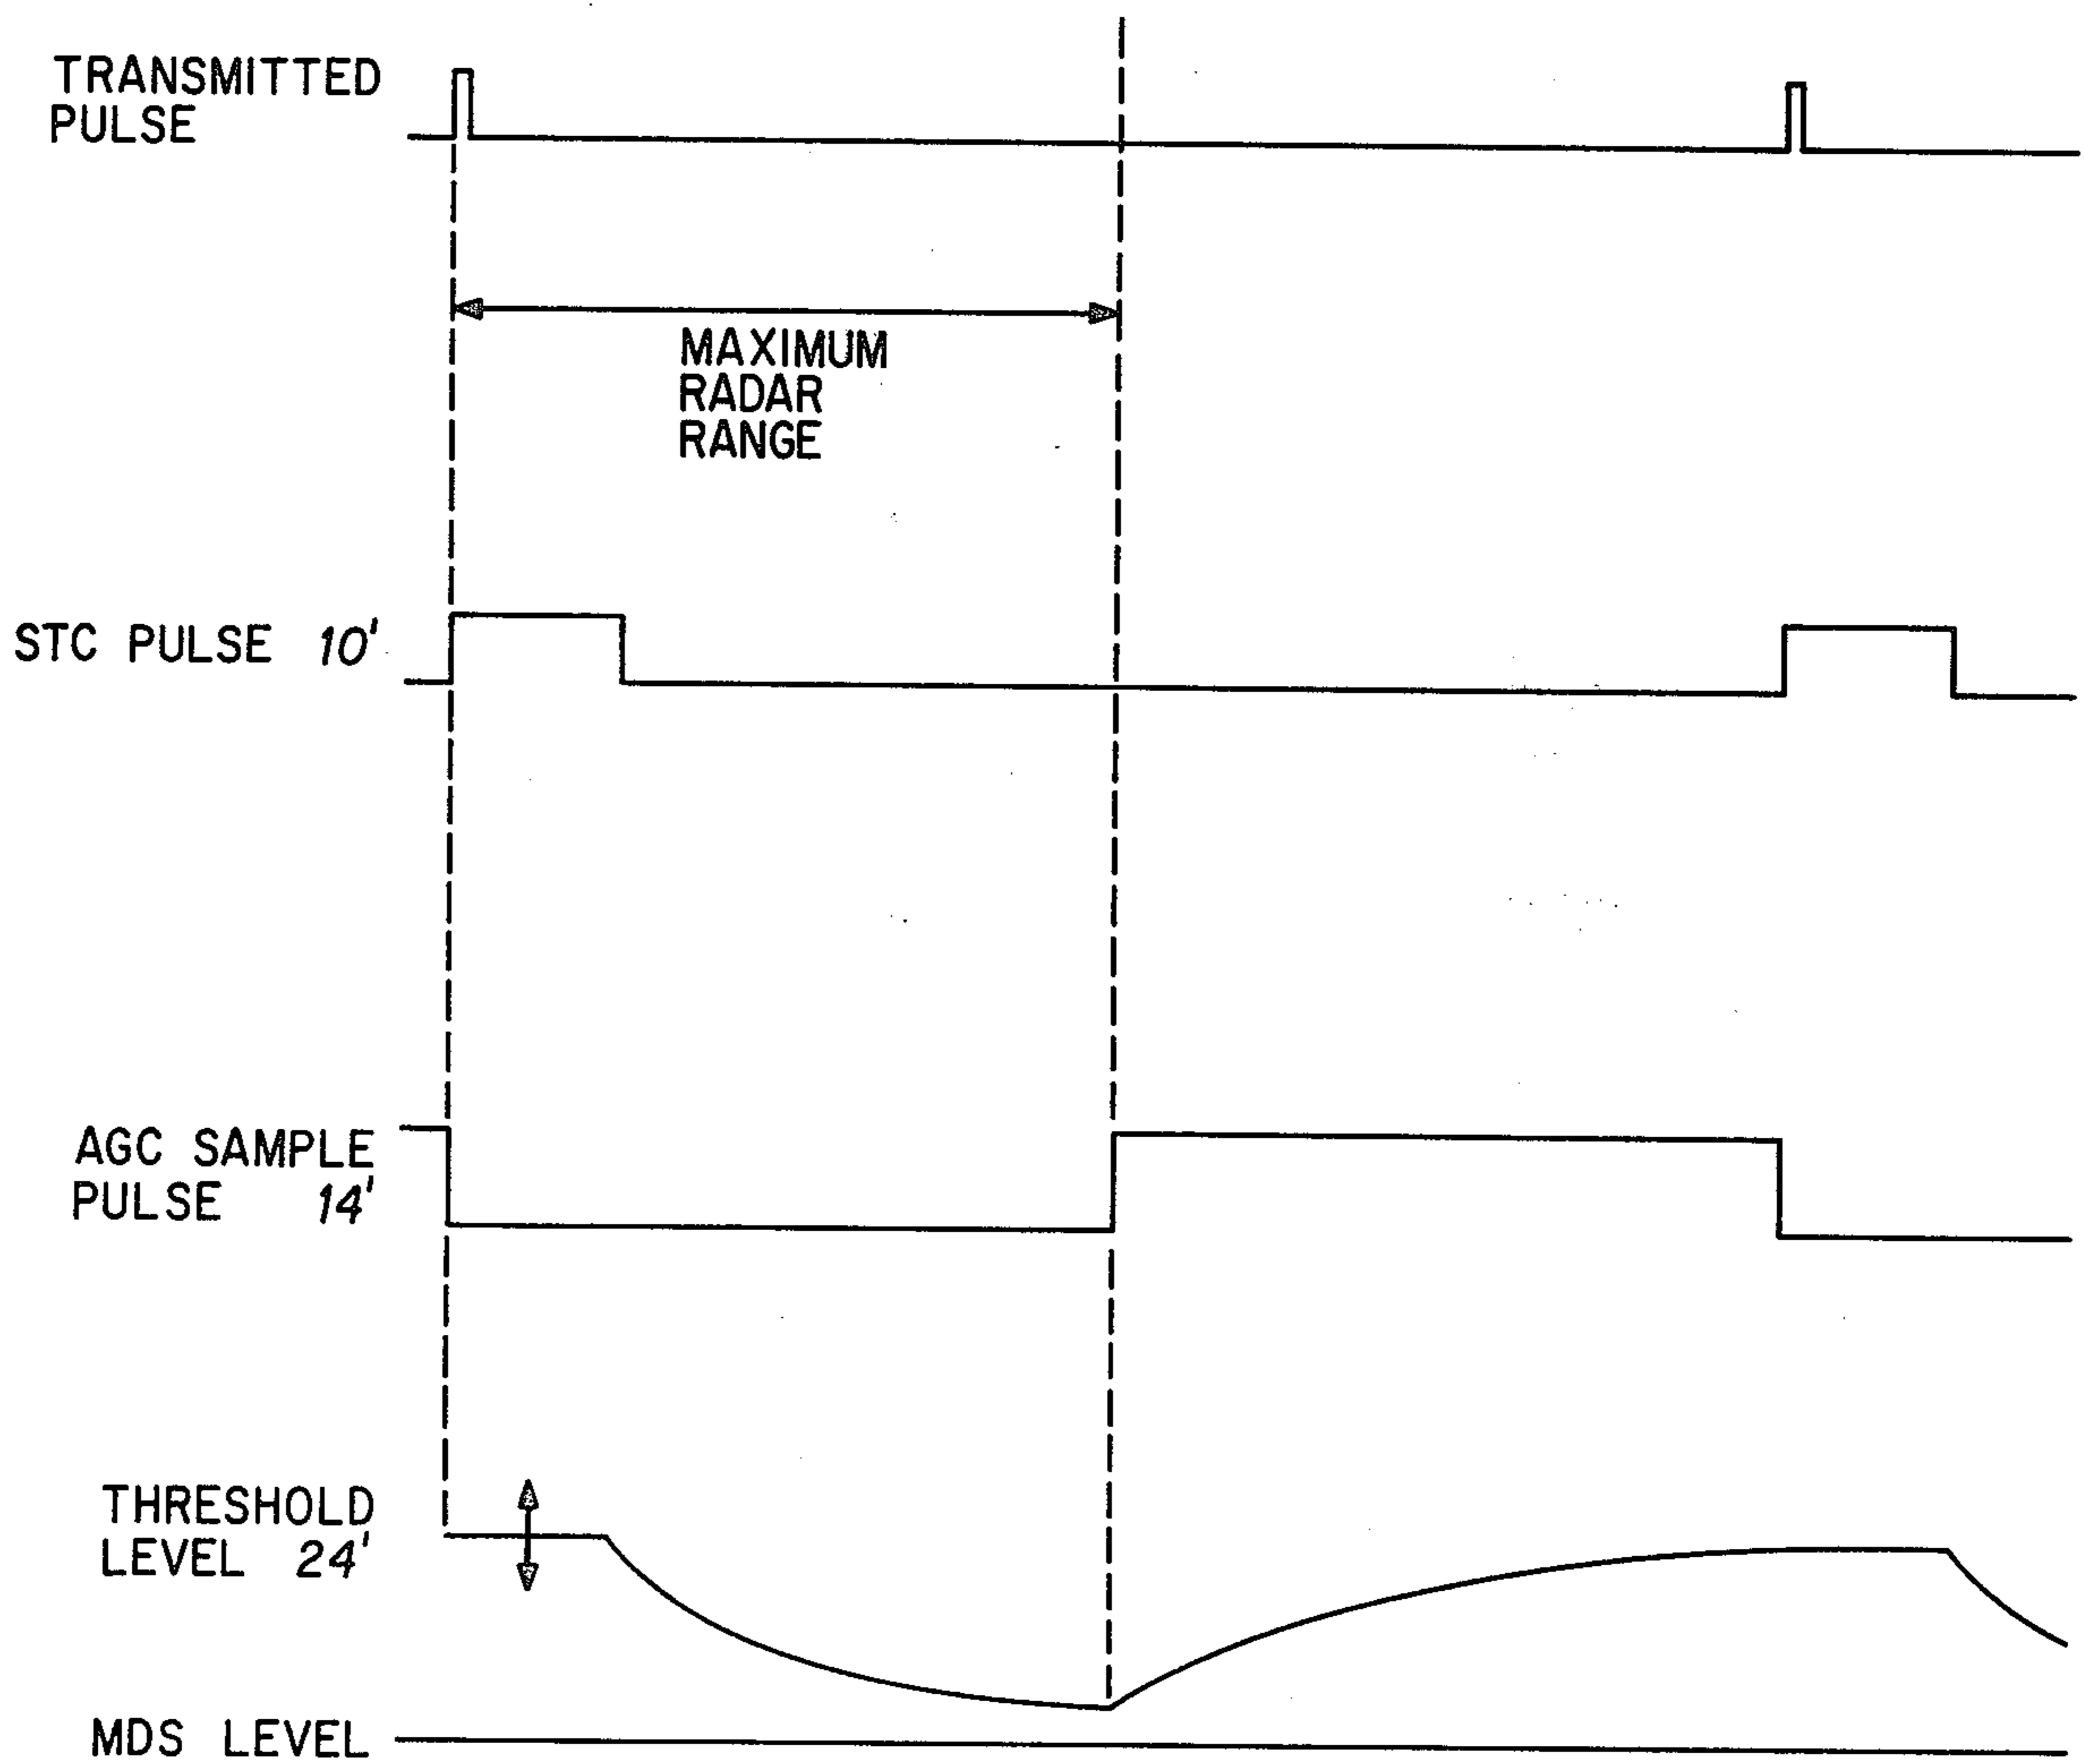 TRANSMITTED
PULSE
MAXIMUM
RADAR
RANGE
STC PULSE 10'
AGC SAMPLE
PULSE 14'
THRESHOLD
LEVEL 24'
MDS LEVEL